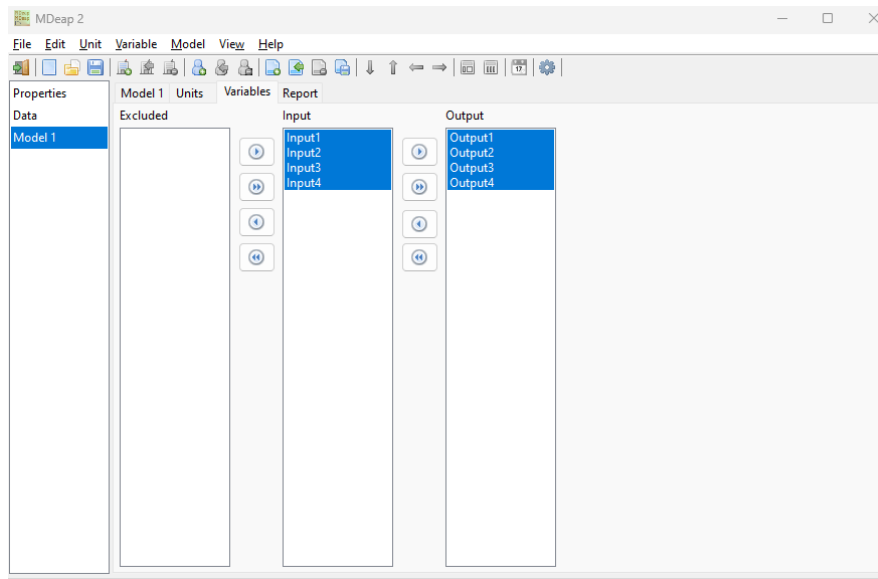 MDeap 2
File Edit Unit Variable Model View Help
Properties
Data
Model 1
Model 1 Units Variables Report
Excluded Input Output
Input1
Input2
Input3
Input4
Output1
Output2
Output3
Output4